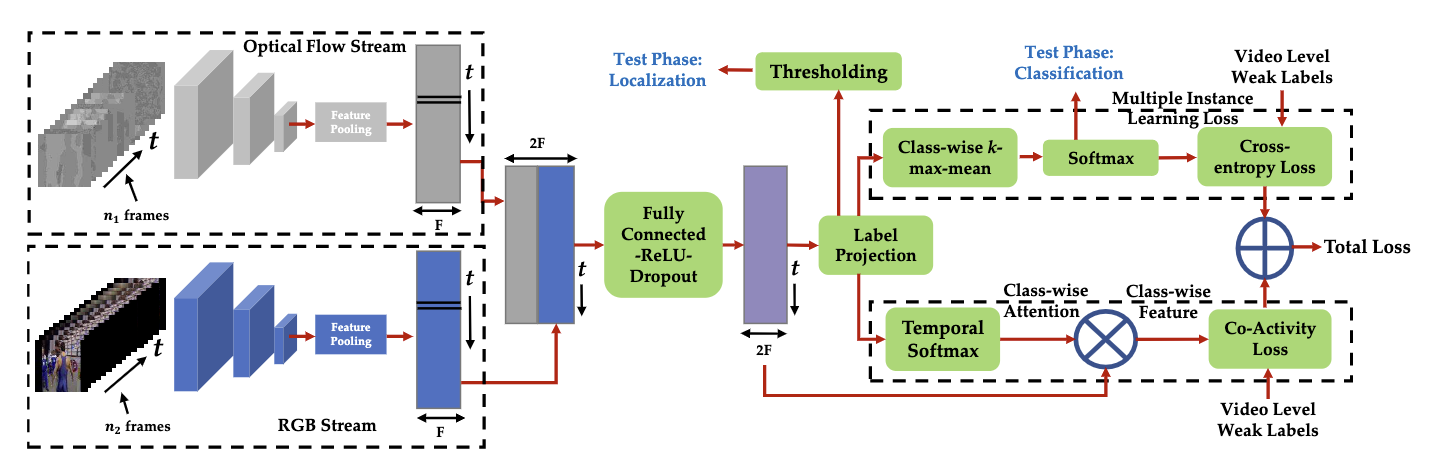 Optical Flow Stream
t
n1 frames
Feature
Pooling
t
F
t
n2 frames
Feature
Pooling
t
F
RGB Stream
2F
t
Fully
Connected
-ReLU-
Dropout
t
2F
Test Phase:
Localization
Thresholding
Label
Projection
Test Phase:
Classification
Video Level
Weak Labels
Multiple Instance
Learning Loss
Class-wise k-
max-mean
Softmax
Cross-
entropy Loss
Total Loss
Temporal
Softmax
Class-wise
Attention
Class-wise
Feature
Co-Activity
Loss
Video Level
Weak Labels